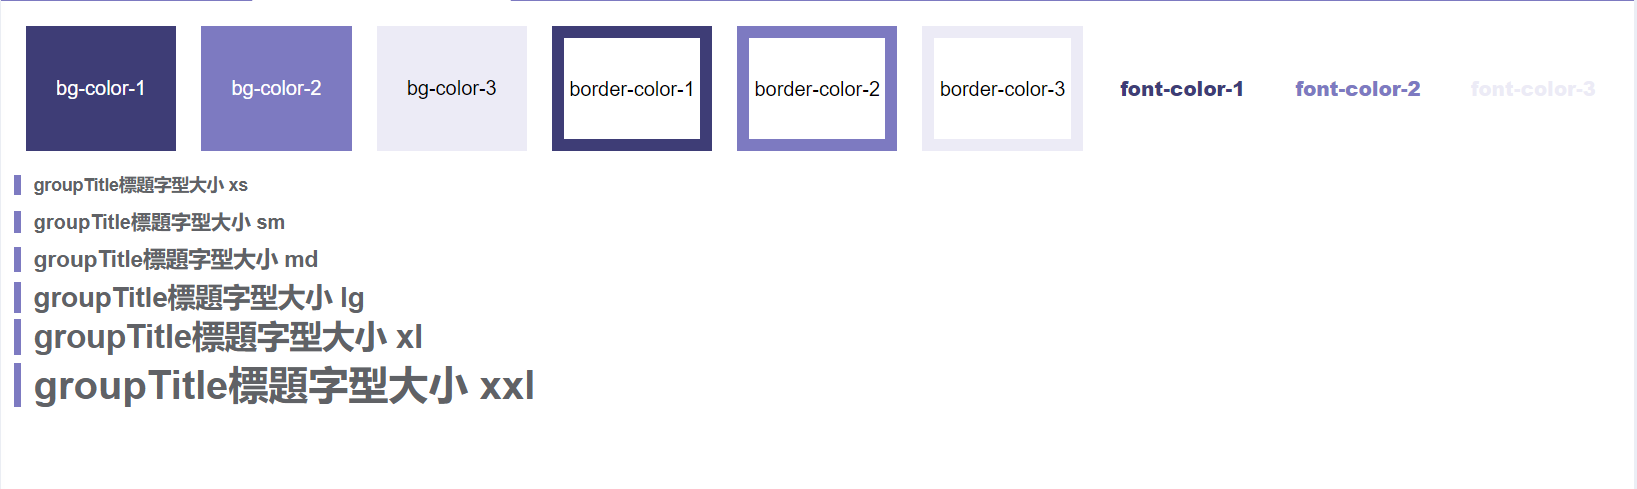 bg-color-1 bg-color-2 bg-color-3 border-color-1 border-color-2 border-color-3 font-color-1 font-color-2 font-color-3
groupTitle標題字型大小 xs
groupTitle標題字型大小 sm
groupTitle標題字型大小 md
groupTitle標題字型大小 lg
groupTitle標題字型大小 xl
groupTitle標題字型大小 xxl